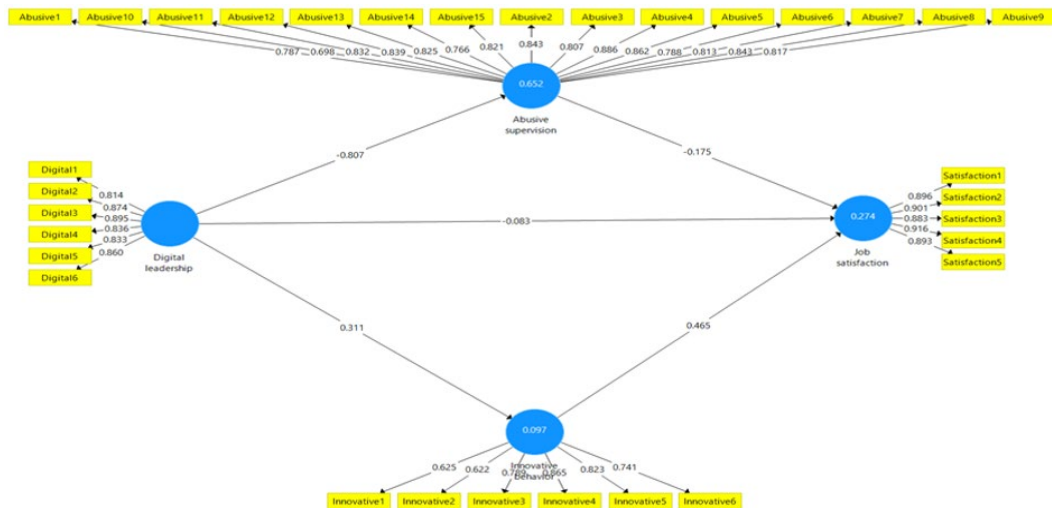 Abusive1 Abusive10 Abusive11 Abusive12 Abusive13 Abusive14 Abusive15 Abusive2 Abusive3 Abusive4 Abusive5 Abusive6 Abusive7 Abusive8 Abusive9
0.787 0.698 0.832 0.839 0.825 0.766 0.821 0.843 0.807 0.886 0.862 0.788 0.813 0.843 0.817
0.652
Abusive
supervision
-0.807
-0.175
Digital1
Digital2
Digital3
Digital4
Digital5
Digital6
0.814
0.874
0.895
0.836
0.833
0.860
Digital
leadership
-0.083
0.274
Job
satisfaction
0.896
0.901
0.883
0.916
0.893
Satisfaction1
Satisfaction2
Satisfaction3
Satisfaction4
Satisfaction5
0.311
0.465
0.097
Innovative
behavior
0.625 0.622 0.789 0.865 0.823 0.741
Innovative1 Innovative2 Innovative3 Innovative4 Innovative5 Innovative6